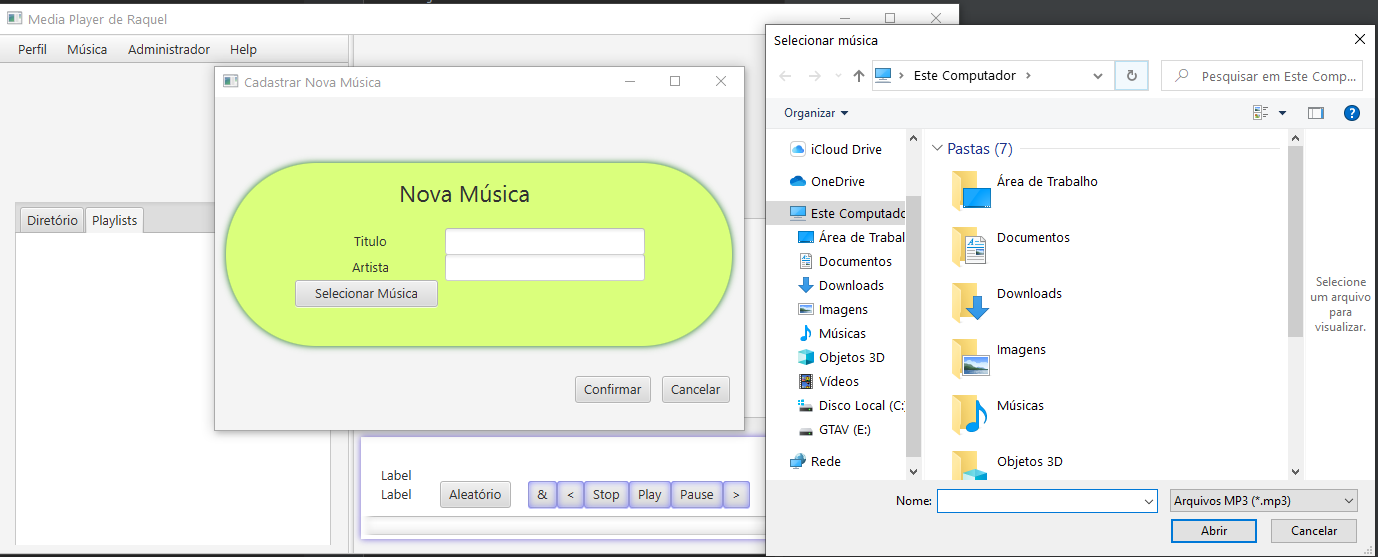 Media Player de Raquel
Perfil Música Administrador Help
Diretório Playlists
Cadastrar Nova Música
Nova Música
Titulo
Artista
Selecionar Música
Confirmar Cancelar
Label
Label
Aleatório & < Stop Play Pause >
Selecionar música
Este Computador
Pesquisar em Este Comp...
Organizar
iCloud Drive
OneDrive
Este Computado
Área de Trabal
Documentos
Downloads
Imagens
Músicas
Objetos 3D
Vídeos
Disco Local (C:
GTAV (E:)
Rede
Pastas (7)
Área de Trabalho
Documentos
Downloads
Imagens
Músicas
Objetos 3D
Selecione
um arquivo
para
visualizar.
Nome:
Arquivos MP3 (*.mp3)
Abrir Cancelar